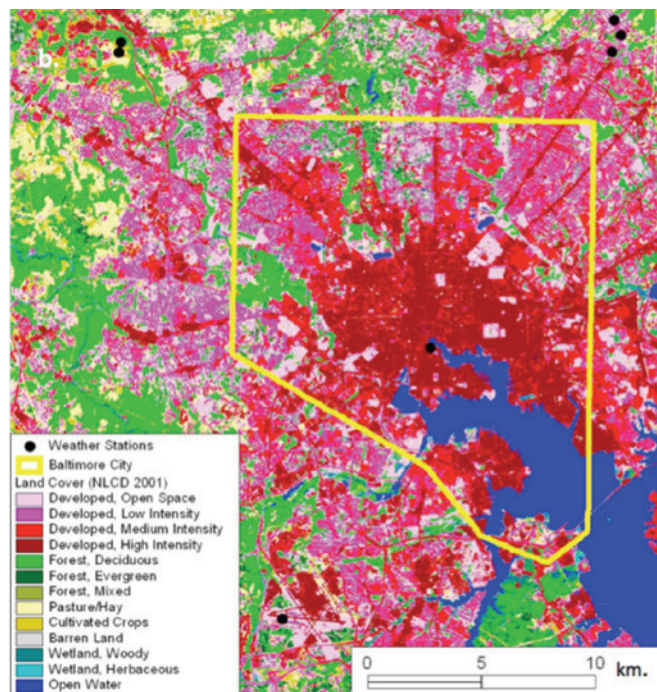 b.
Weather Stations
Baltimore City
Land Cover (NLCD 2001)
Developed, Open Space
Developed, Low Intensity
Developed, Medium Intensity
Developed, High Intensity
Forest, Deciduous
Forest, Evergreen
Forest, Mixed
Pasture/Hay
Cultivated Crops
Barren Land
Wetland, Woody
Wetland, Herbaceous
Open Water
0 5 10 km.